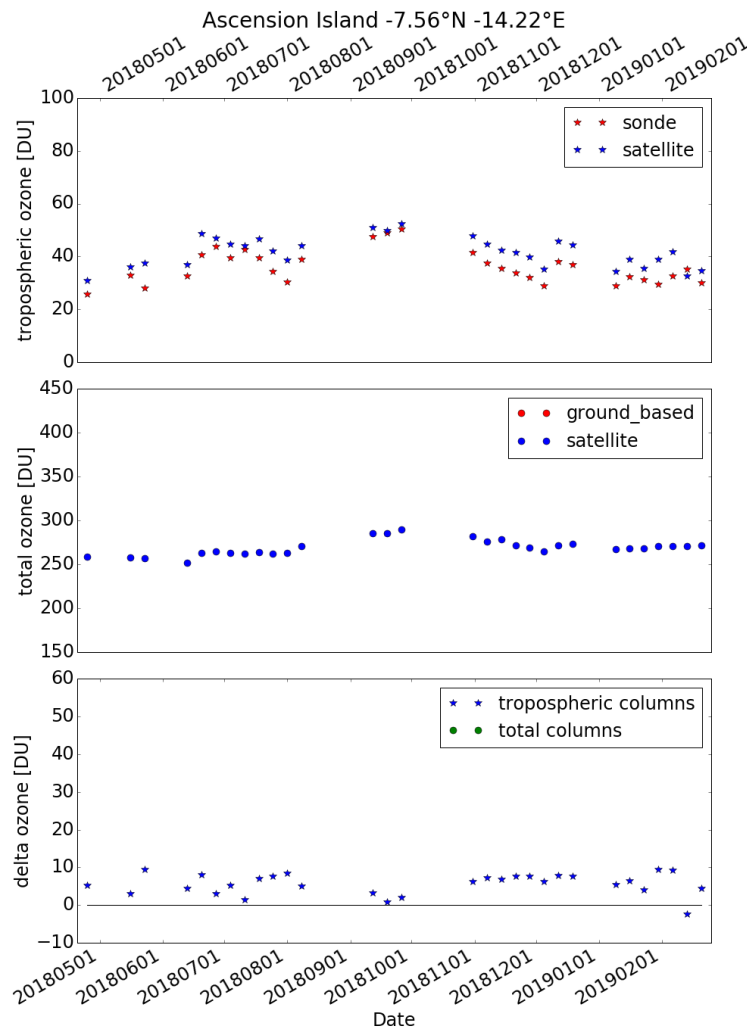 Ascension Island -7.56°N -14.22°E
20180501 20180601 20180701 20180801 20180901 20181001 20181101 20181201 20190101 20190201
tropospheric ozone [DU]
100
80
60
40
20
0
sonde
satellite
total ozone [DU]
450
400
350
300
250
200
150
ground_based
satellite
delta ozone [DU]
60
50
40
30
20
10
0
−10
tropospheric columns
total columns
20180501 20180601 20180701 20180801 20180901 20181001 20181101 20181201 20190101 20190201
Date